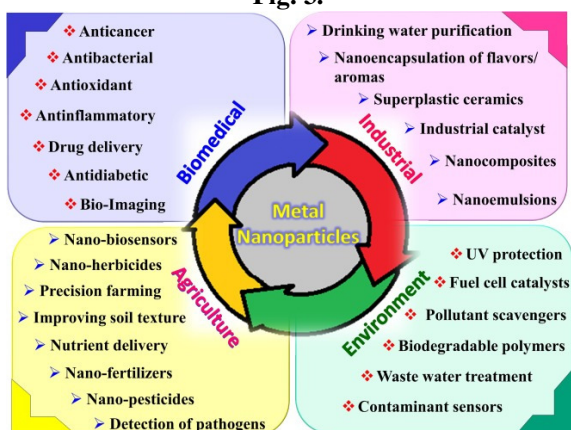 Fig. 3.
Anticancer
Antibacterial
Antioxidant
Antinflammatory
Drug delivery
Antidiabetic
Bio-Imaging
Biomedical
Drinking water purification
Nanoencapsulation of flavors/
aromas
Superplastic ceramics
Industrial catalyst
Nanocomposites
Nanoemulsions
Industrial
Metal
Nanoparticles
Nano-biosensors
Nano-herbicides
Precision farming
Improving soil texture
Nutrient delivery
Nano-fertilizers
Nano-pesticides
Detection of pathogens
Agriculture
UV protection
Fuel cell catalysts
Pollutant scavengers
Biodegradable polymers
Waste water treatment
Contaminant sensors
Environment